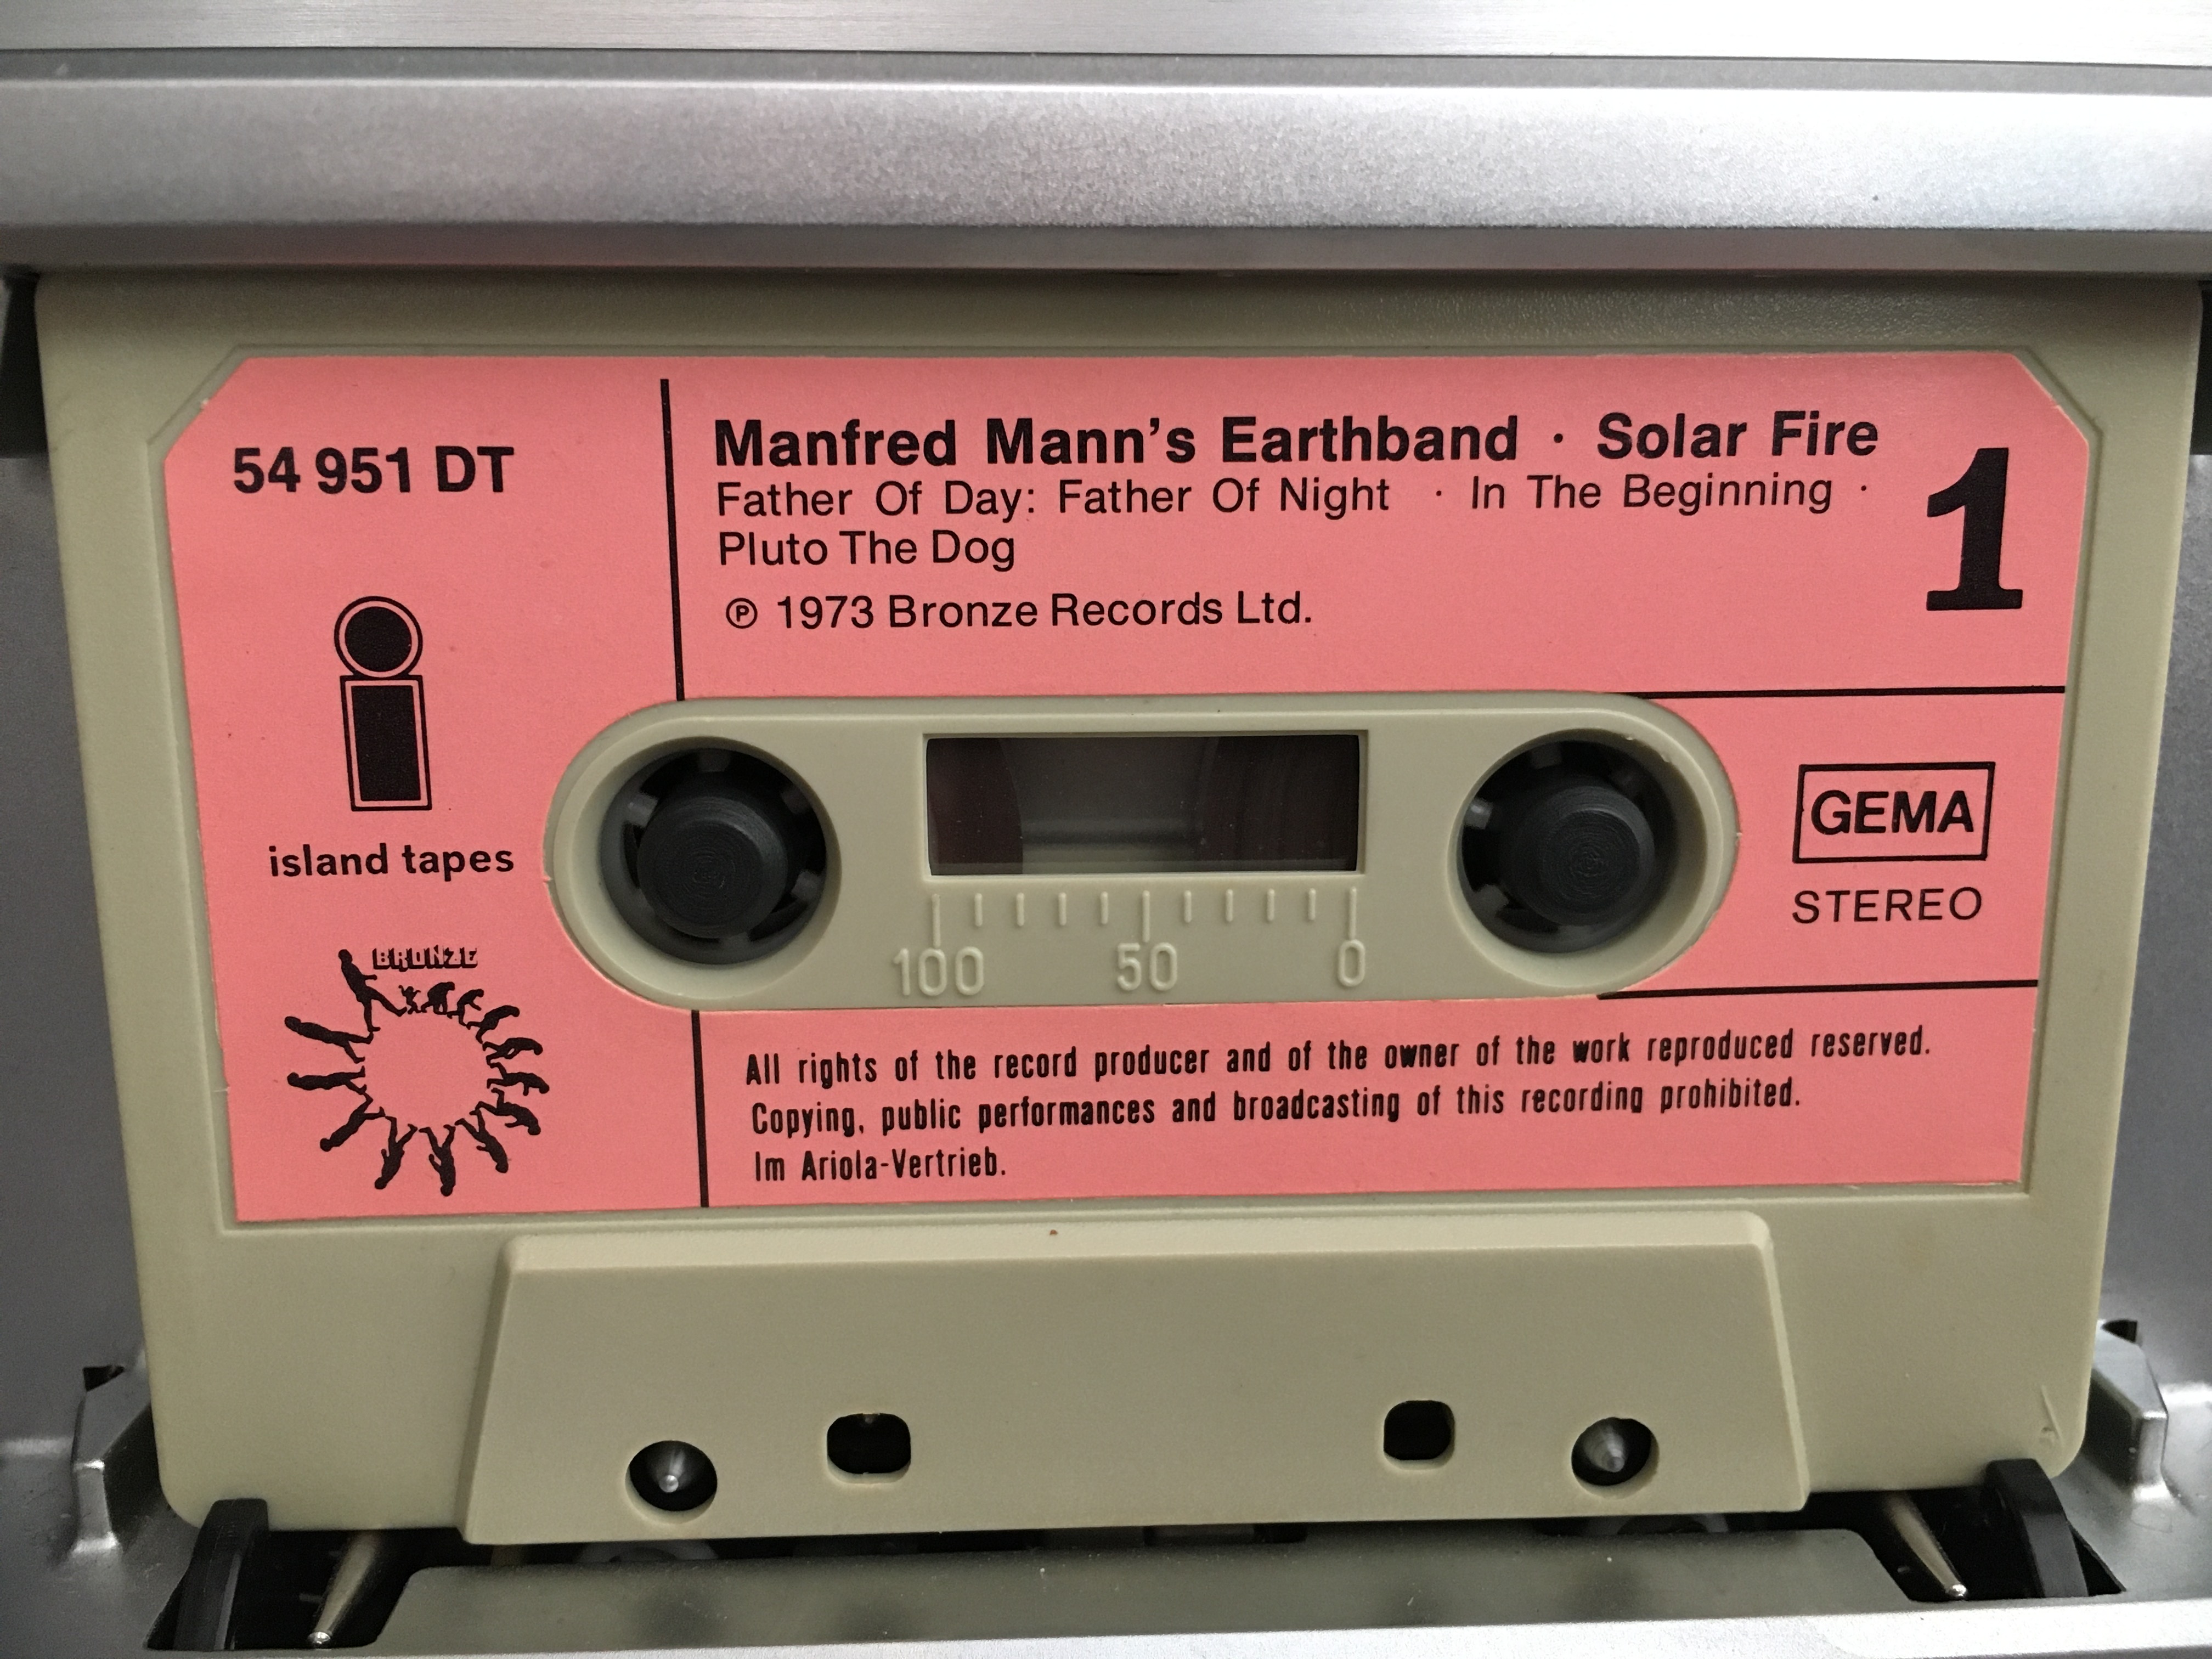 54 951 DT
Manfred Mann's Earthband · Solar Fire
Father Of Day: Father Of Night · In The Beginning ·
Pluto The Dog
℗ 1973 Bronze Records Ltd.
1
island tapes
BRONZE
100 50 0
GEMA
STEREO
All rights of the record producer and of the owner of the work reproduced reserved.
Copying, public performances and broadcasting of this recording prohibited.
Im Ariola-Vertrieb.